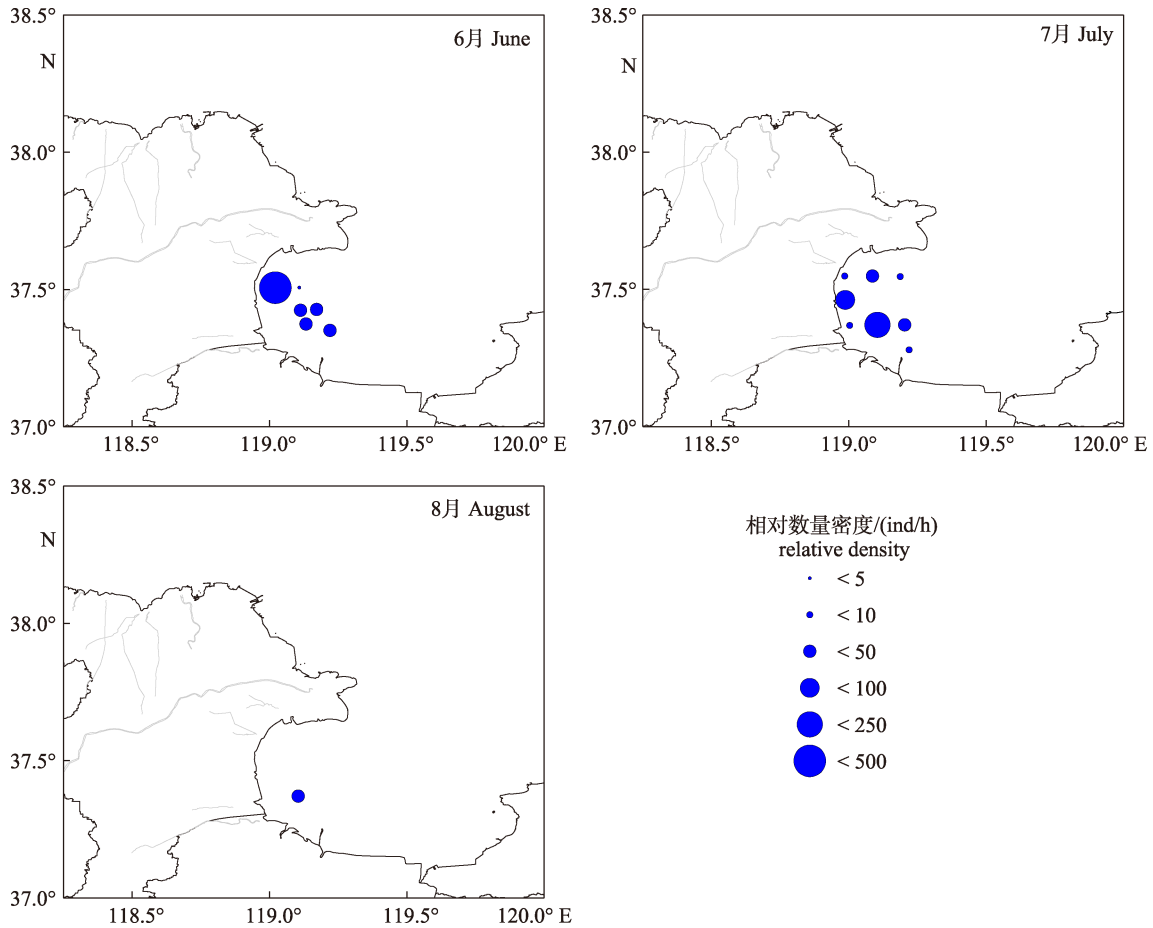 38.5°
6月 June
N
38.0°
37.5°
37.0°
118.5°
119.0°
119.5°
120.0° E
38.5°
7月 July
N
38.0°
37.5°
37.0°
118.5°
119.0°
119.5°
120.0° E
38.5°
8月 August
N
38.0°
37.5°
37.0°
118.5°
119.0°
119.5°
120.0° E
相对数量密度/(ind/h)
relative density
< 5
< 10
< 50
< 100
< 250
< 500